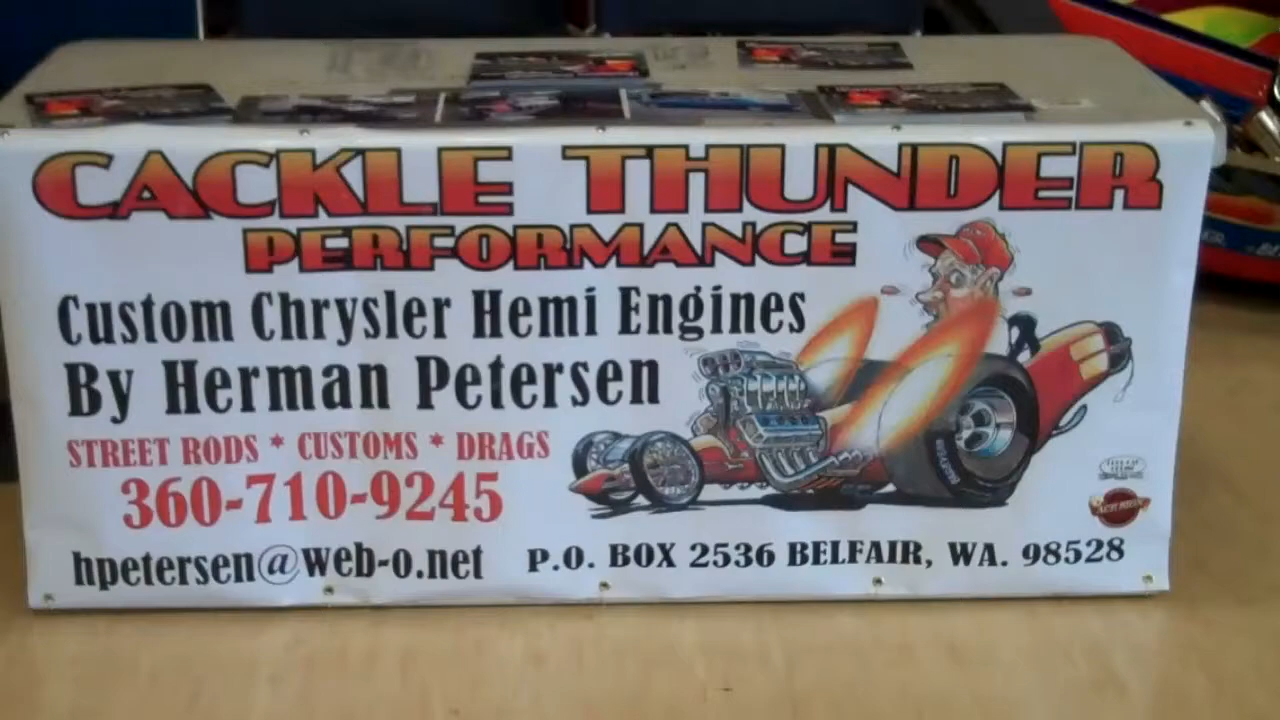 CACKLE THUNDER
PERFORMANCE
Custom Chrysler Hemi Engines
By Herman Petersen
STREET RODS * CUSTOMS * DRAGS
360-710-9245
hpetersen@web-o.net
P.O. BOX 2536 BELFAIR, WA. 98528